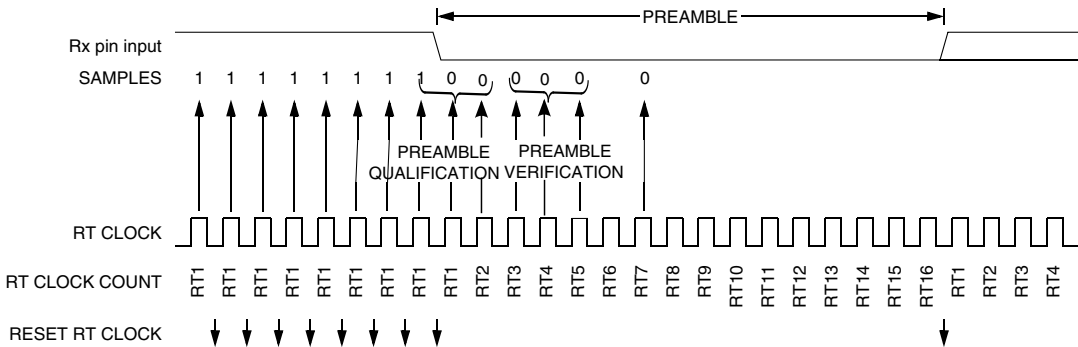 PREAMBLE
Rx pin input
SAMPLES 1 1 1 1 1 1 1 1 0 0 0 0 0 0
PREAMBLE QUALIFICATION
PREAMBLE VERIFICATION
RT CLOCK
RT CLOCK COUNT RT1 RT1 RT1 RT1 RT1 RT1 RT1 RT1 RT1 RT2 RT3 RT4 RT5 RT6 RT7 RT8 RT9 RT10 RT11 RT12 RT13 RT14 RT15 RT16 RT1 RT2 RT3 RT4
RESET RT CLOCK